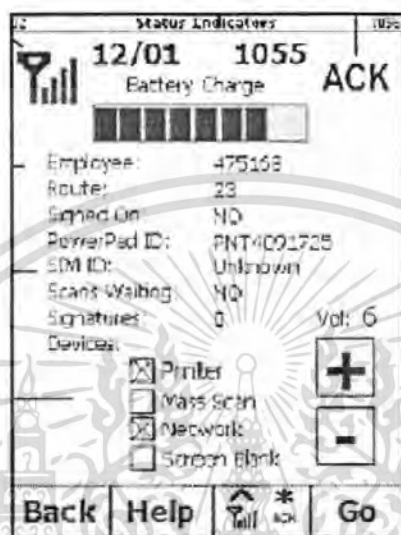 Status Indicators
12/01 1055
ACK
Battery Charge
Employee: 475168
Route: 23
Signed On: NO
PowerPad ID: PNT4091725
SIM ID: Unknown
Scans Waiting: NO
Signatures: 0
Vol: 6
Devices:
Printer
+
Mass Scan
Network
-
Screen Blank
Back Help ACK Go